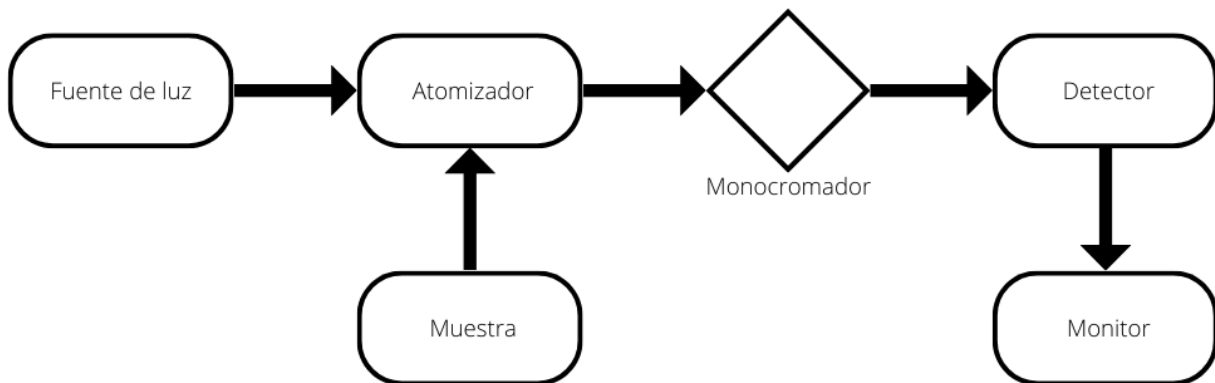 Fuente de luz
Atomizador
Monocromador
Detector
Muestra
Monitor